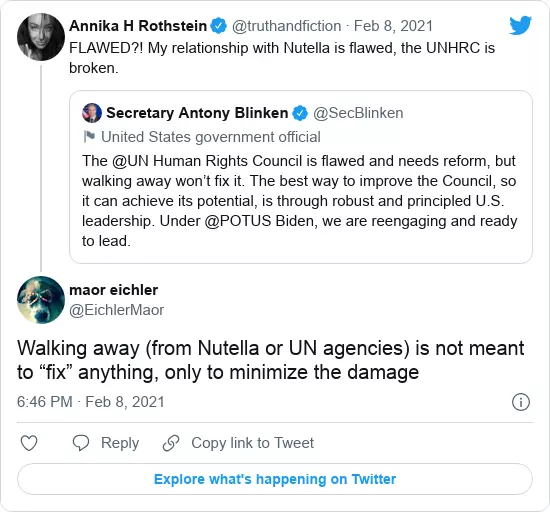 Annika H Rothstein @truthandfiction · Feb 8, 2021
FLAWED?! My relationship with Nutella is flawed, the UNHRC is
broken.
Secretary Antony Blinken @SecBlinken
United States government official
The @UN Human Rights Council is flawed and needs reform, but
walking away won’t fix it. The best way to improve the Council, so
it can achieve its potential, is through robust and principled U.S.
leadership. Under @POTUS Biden, we are reengaging and ready
to lead.
maor eichler
@EichlerMaor
Walking away (from Nutella or UN agencies) is not meant
to “fix” anything, only to minimize the damage
6:46 PM · Feb 8, 2021
Reply
Copy link to Tweet
Explore what's happening on Twitter